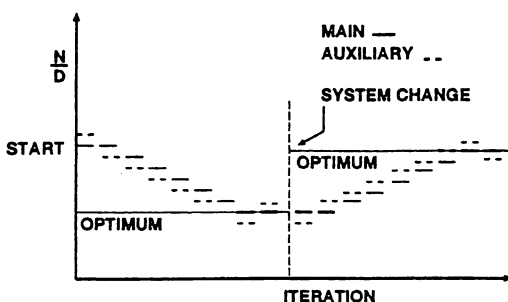 N
D
MAIN —
AUXILIARY --
SYSTEM CHANGE
START
OPTIMUM
OPTIMUM
ITERATION